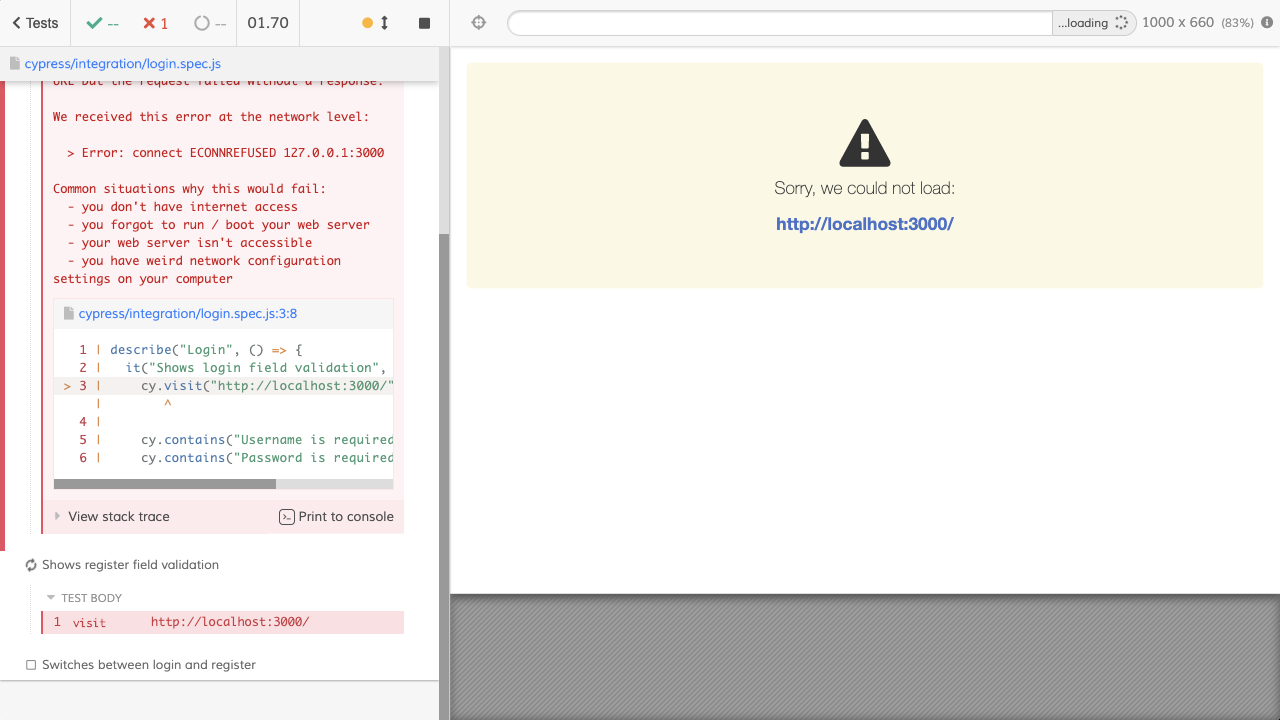 Tests
--
1
--
01.70
...loading
1000 x 660 (83%)
cypress/integration/login.spec.js
URL but the request failed without a response.
We received this error at the network level:
> Error: connect ECONNREFUSED 127.0.0.1:3000
Common situations why this would fail:
- you don't have internet access
- you forgot to run / boot your web server
- your web server isn't accessible
- you have weird network configuration
settings on your computer
cypress/integration/login.spec.js:3:8
1 | describe("Login", () => {
2 | it("Shows login field validation",
> 3 | cy.visit("http://localhost:3000/"
| ^
4 |
5 | cy.contains("Username is required
6 | cy.contains("Password is required
View stack trace
Print to console
Shows register field validation
TEST BODY
1 visit http://localhost:3000/
Switches between login and register
Sorry, we could not load:
http://localhost:3000/